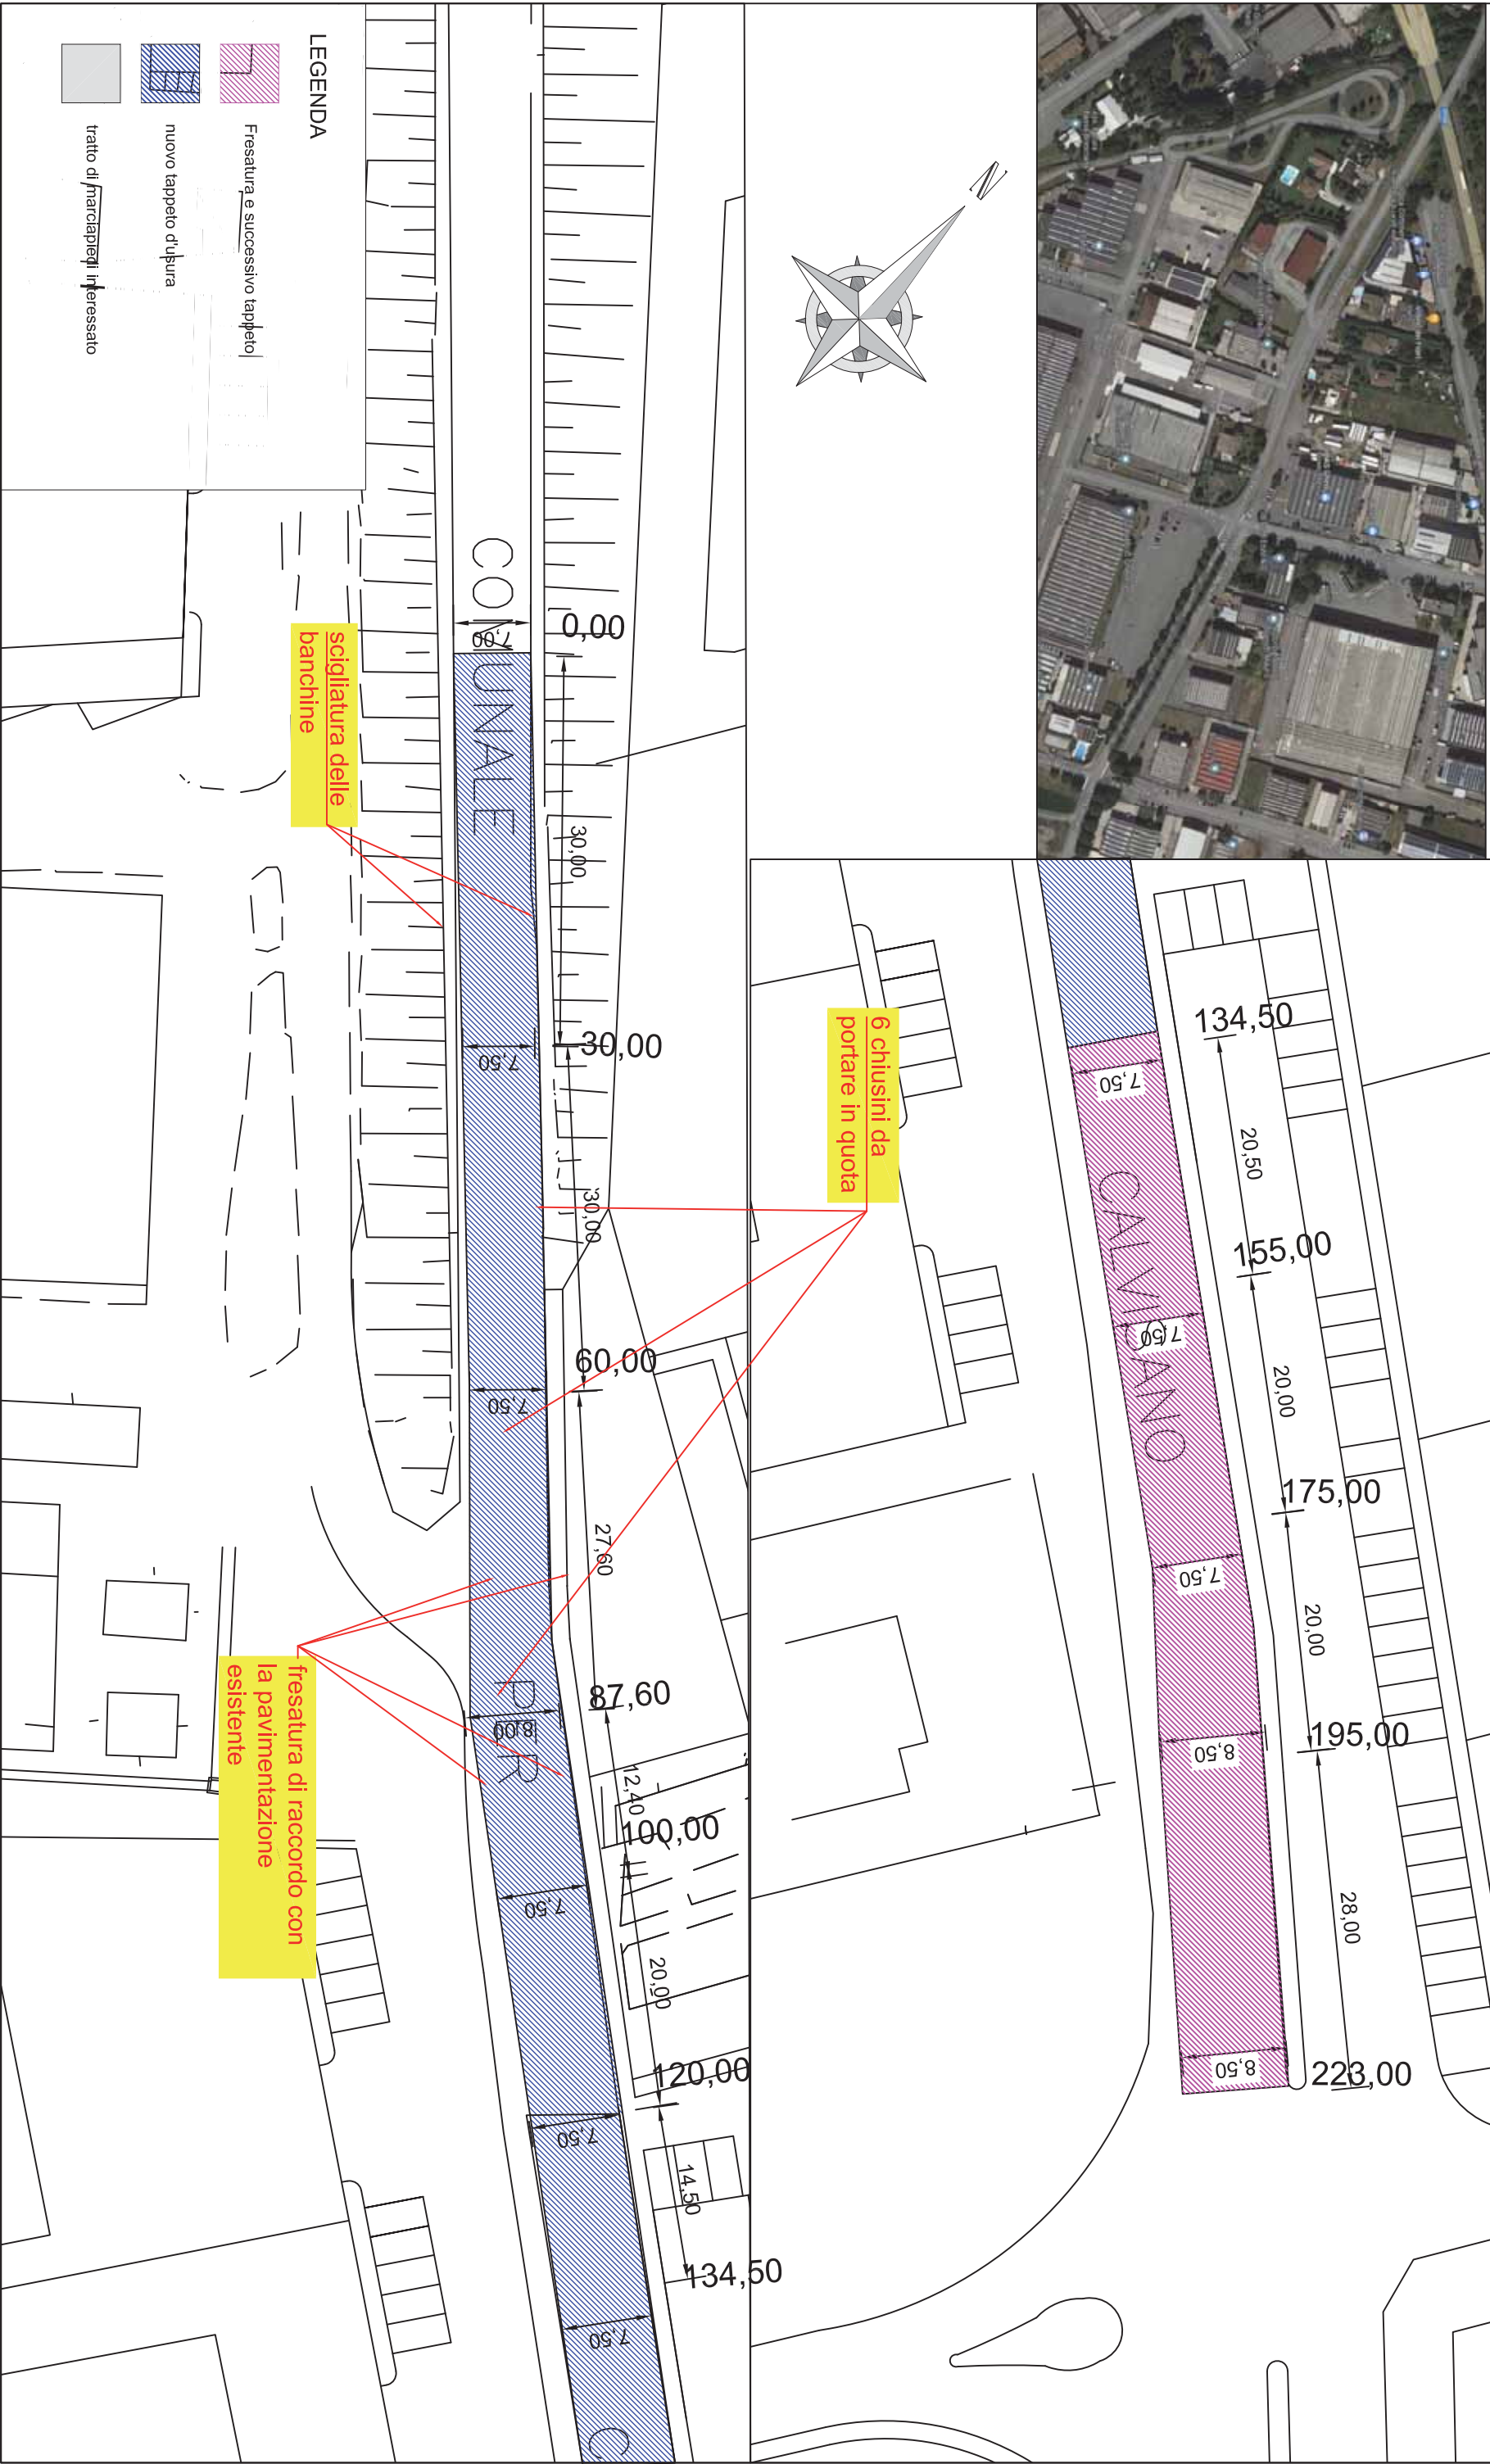 LEGENDA
Fresatura e successivo tappeto
nuovo tappeto d'usura
tratto di marciapiedi interessato
N
COMUNALE
PER
C
CALVISANO
scigliatura delle
banchine
6 chiusini da
portare in quota
fresatura di raccordo con
la pavimentazione
esistente
0,00
7,00
30,00
30,00
7,50
30,00
60,00
7,50
27,60
87,60
8,00
12,40
100,00
7,50
20,00
120,00
7,50
14,50
134,50
7,50
134,50
7,50
20,50
155,00
7,50
20,00
175,00
7,50
20,00
195,00
8,50
28,00
223,00
8,50